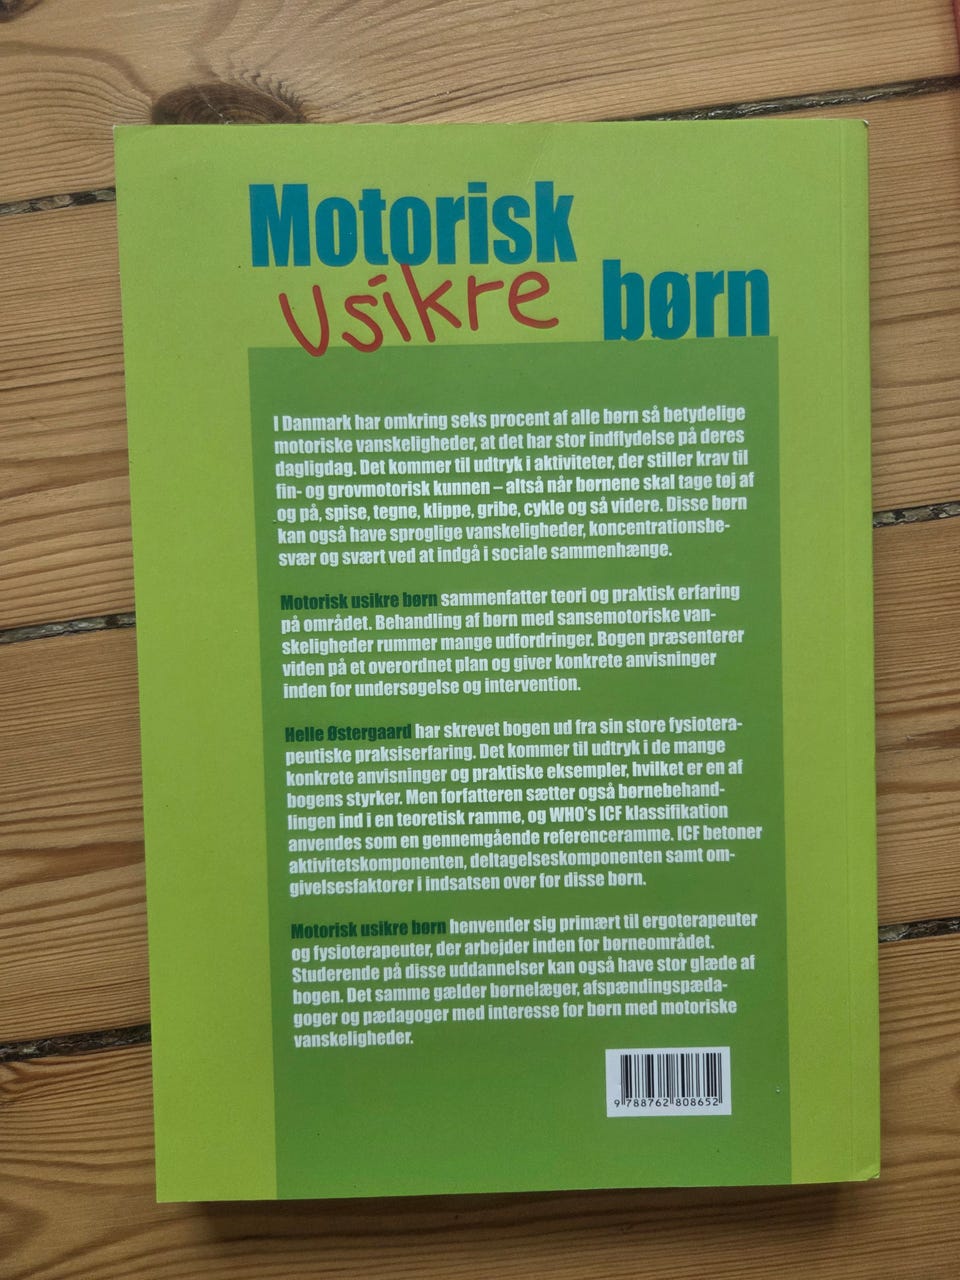 Motorisk
usikre børn
I Danmark har omkring seks procent af alle børn så betydelige
motoriske vanskeligheder, at det har stor indflydelse på deres
dagligdag. Det kommer til udtryk i aktiviteter, der stiller krav til
fin- og grovmotorisk kunnen – altså når børnene skal tage tøj af
og på, spise, tegne, klippe, gribe, cykle og så videre. Disse børn
kan også have sproglige vanskeligheder, koncentrationsbe-
svær og svært ved at indgå i sociale sammenhænge.
Motorisk usikre børn sammenfatter teori og praktisk erfaring
på området. Behandling af børn med sansemotoriske van-
skeligheder rummer mange udfordringer. Bogen præsenterer
viden på et overordnet plan og giver konkrete anvisninger
inden for undersøgelse og intervention.
Helle Østergaard har skrevet bogen ud fra sin store fysiotera-
peutiske praksiserfaring. Det kommer til udtryk i de mange
konkrete anvisninger og praktiske eksempler, hvilket er en af
bogens styrker. Men forfatteren sætter også børnebehand-
lingen ind i en teoretisk ramme, og WHO's ICF klassifikation
anvendes som en gennemgående referenceramme. ICF betoner
aktivitetskomponenten, deltagelseskomponenten samt om-
givelsesfaktorer i indsatsen over for disse børn.
Motorisk usikre børn henvender sig primært til ergoterapeuter
og fysioterapeuter, der arbejder inden for børneområdet.
Studerende på disse uddannelser kan også have stor glæde af
bogen. Det samme gælder børnelæger, afspændingspæda-
goger og pædagoger med interesse for børn med motoriske
vanskeligheder.
9 788762 808652